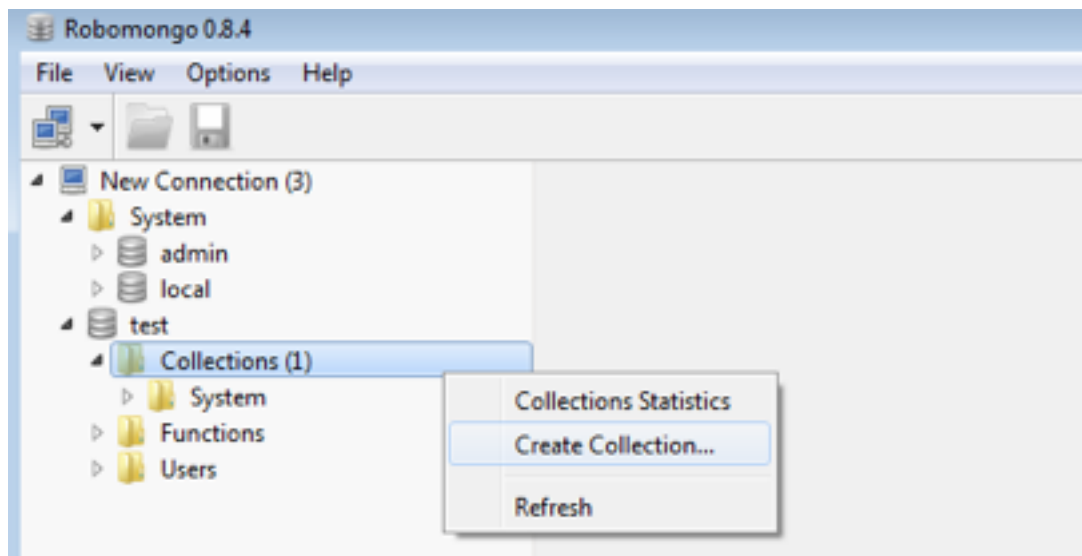 Robomongo 0.8.4
File View Options Help
New Connection (3)
System
admin
local
test
Collections (1)
System
Functions
Users
Collections Statistics
Create Collection...
Refresh